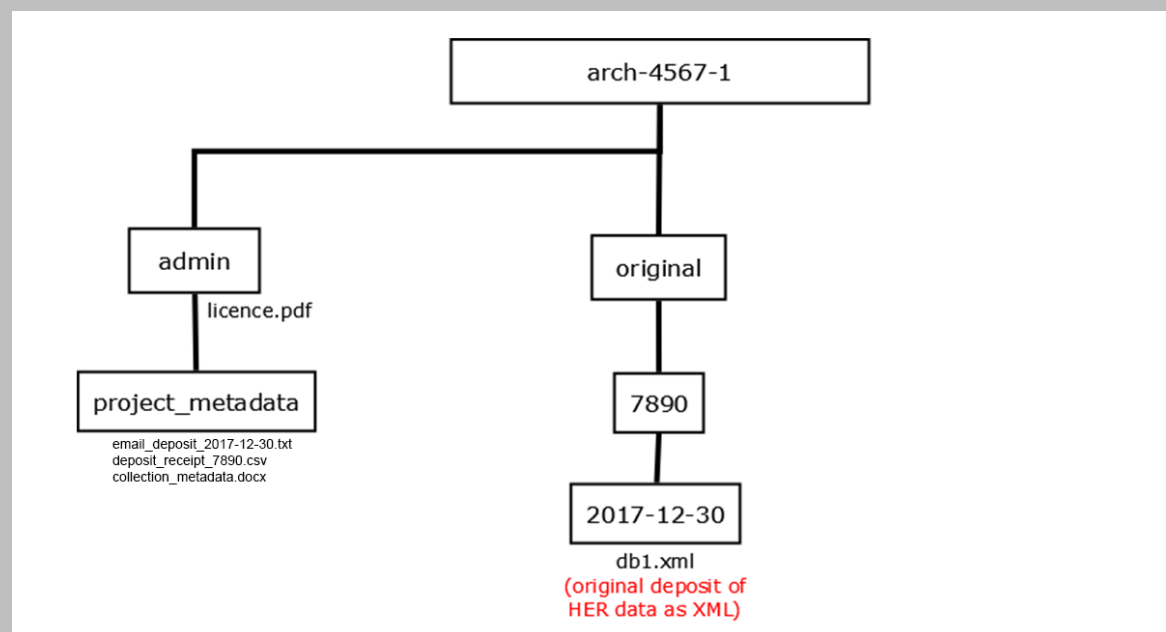 arch-4567-1
admin
original
licence.pdf
project_metadata
7890
email_deposit_2017-12-30.txt
deposit_receipt_7890.csv
collection_metadata.docx
2017-12-30
db1.xml
(original deposit of
HER data as XML)